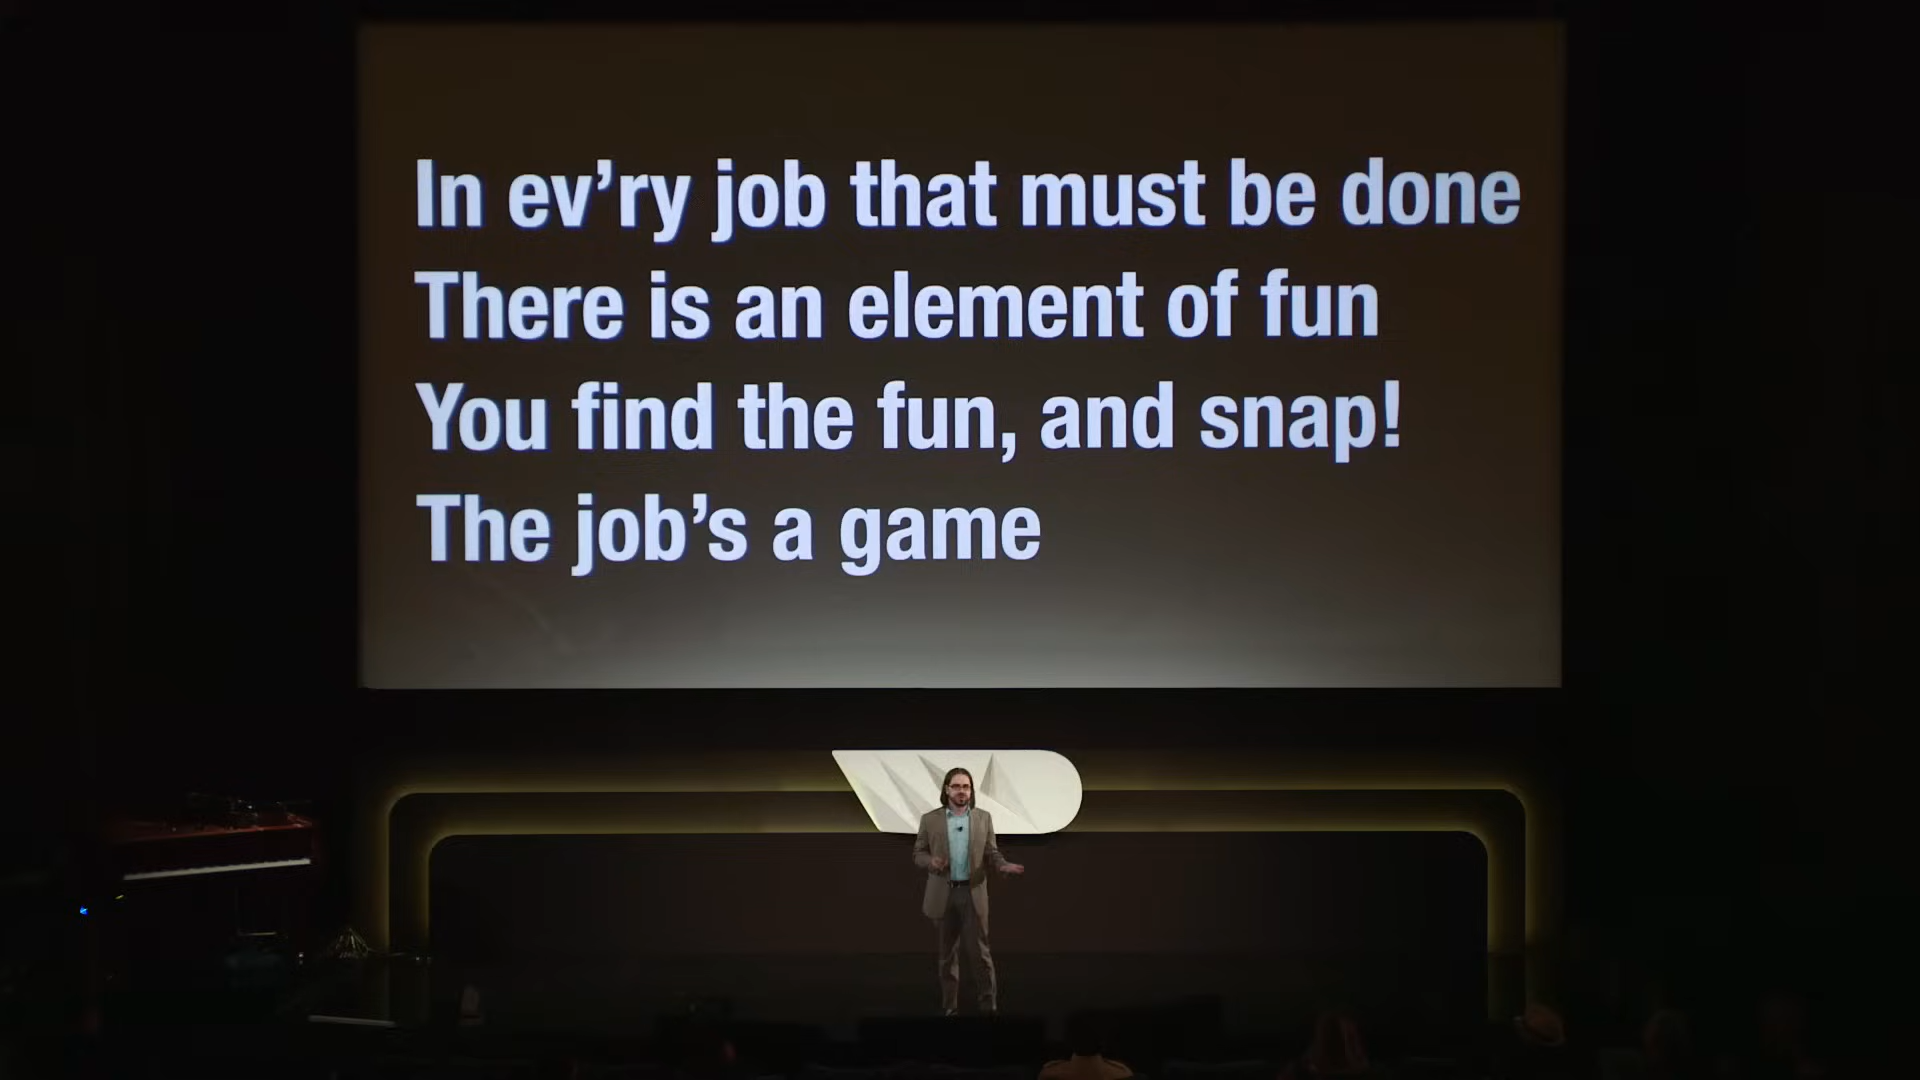 In ev’ry job that must be done
There is an element of fun
You find the fun, and snap!
The job’s a game